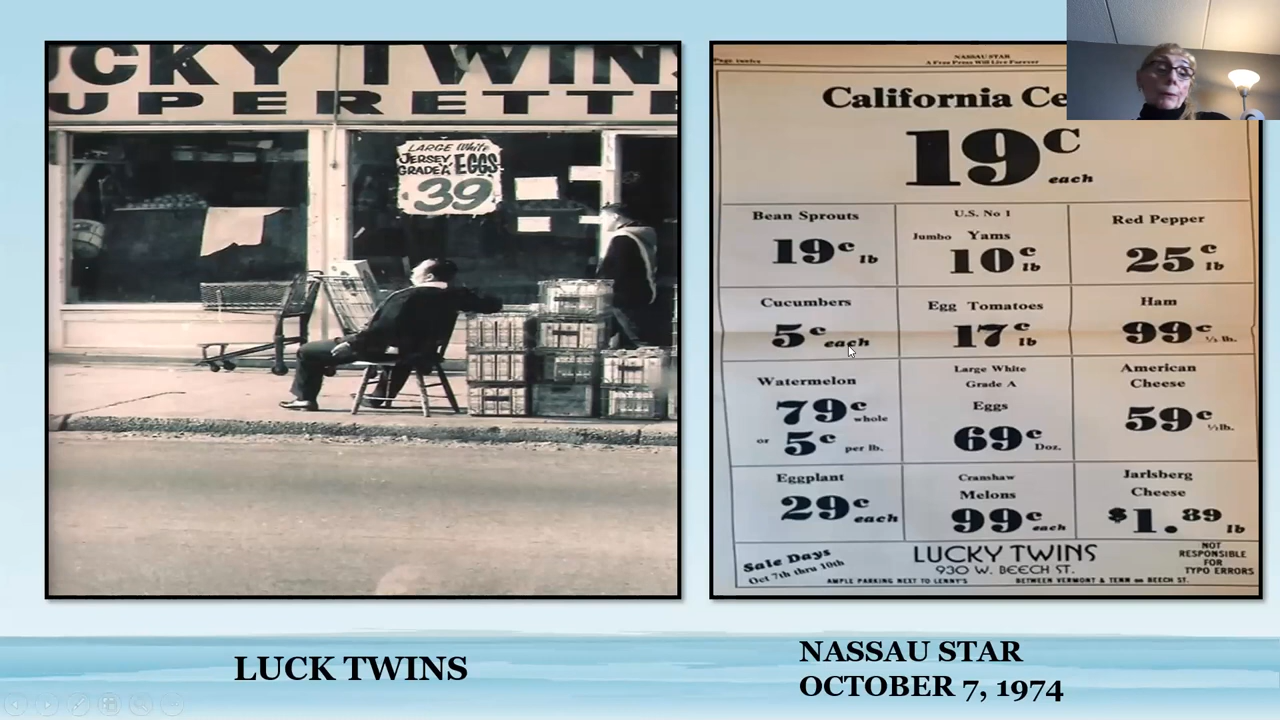 UCKY TWINS
UPERETTE
LARGE White
JERSEY EGGS
GRADE A
39
Page twelve
NASSAU STAR
A Free Press Will Live Forever
California Ce
19c
each
Bean Sprouts
19c lb
U.S. No 1
Jumbo Yams
10c lb
Red Pepper
25c lb
Cucumbers
5c each
Egg Tomatoes
17c lb
Ham
99c ½ lb.
Watermelon
79c whole
or 5c per lb.
Large White
Grade A
Eggs
69c Doz.
American
Cheese
59c ½ lb.
Eggplant
29c each
Cranshaw
Melons
99c each
Jarlsberg
Cheese
$1.89 lb
Sale Days
Oct 7th thru 10th
LUCKY TWINS
930 W. BEECH ST.
AMPLE PARKING NEXT TO LENNY'S BETWEEN VERMONT & TENN on BEECH ST.
NOT
RESPONSIBLE
FOR
TYPO ERRORS
LUCK TWINS
NASSAU STAR
OCTOBER 7, 1974